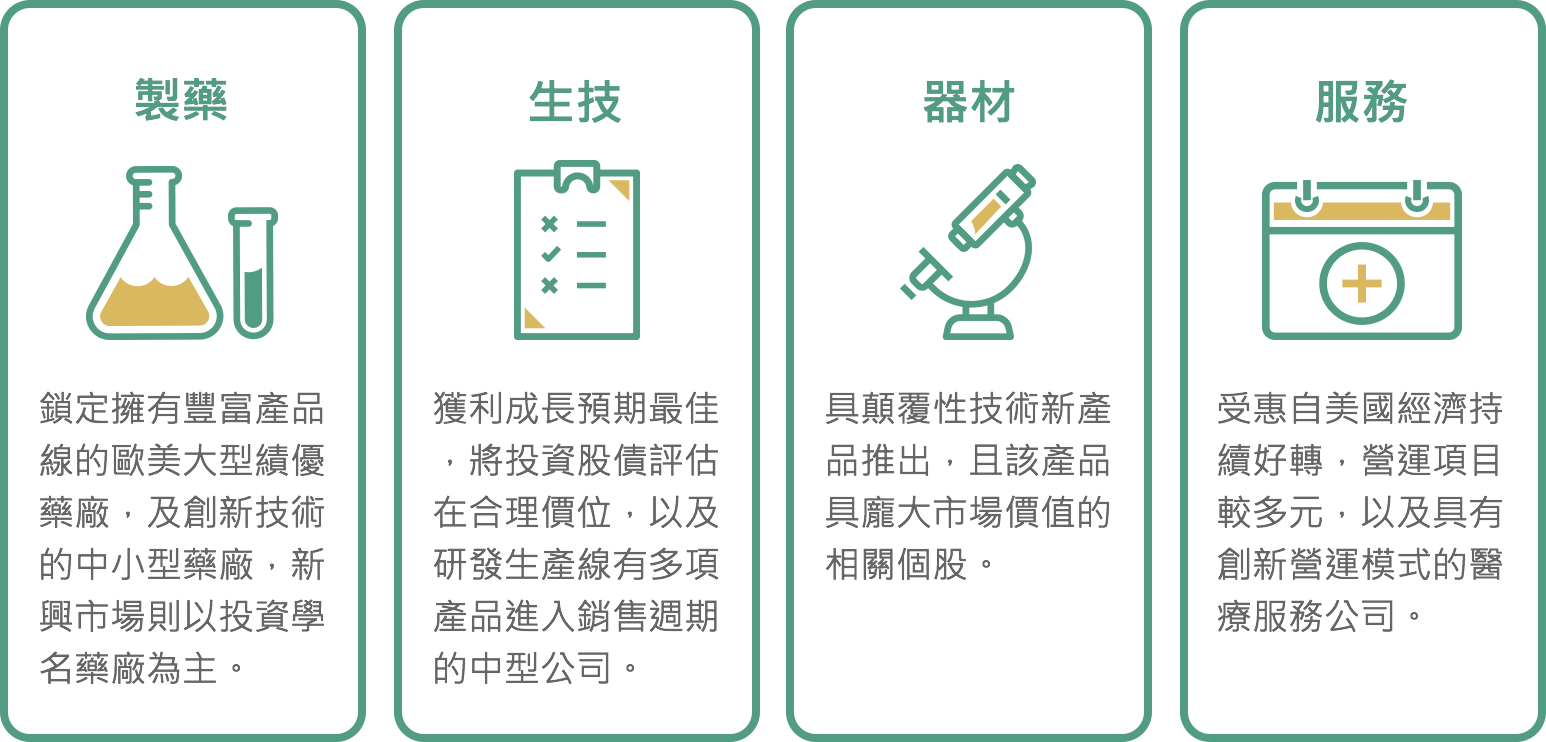 製藥
鎖定擁有豐富產品
線的歐美大型績優
藥廠，及創新技術
的中小型藥廠，新
興市場則以投資學
名藥廠為主。
生技
獲利成長預期最佳
，將投資股債評估
在合理價位，以及
研發生產線有多項
產品進入銷售週期
的中型公司。
器材
具顛覆性技術新產
品推出，且該產品
具龐大市場價值的
相關個股。
服務
受惠自美國經濟持
續好轉，營運項目
較多元，以及具有
創新營運模式的醫
療服務公司。